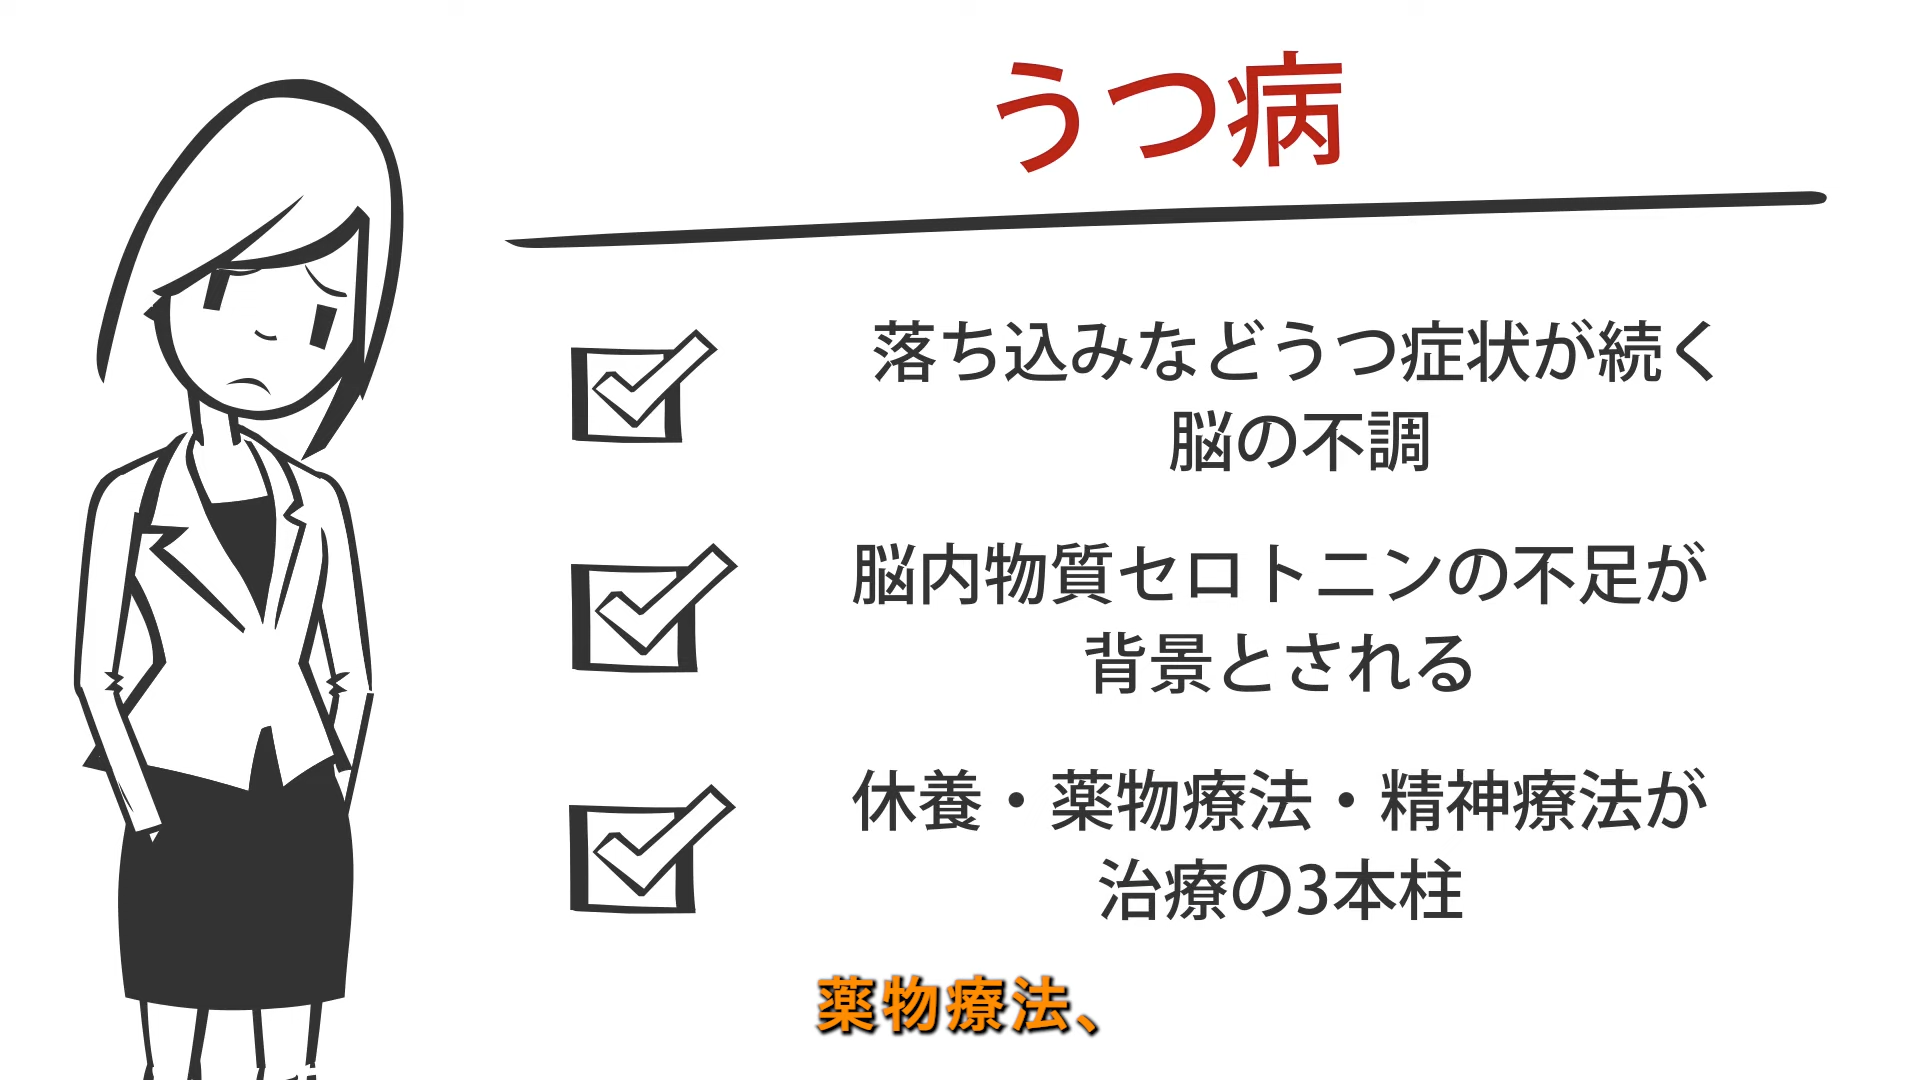 うつ病
落ち込みなどうつ症状が続く
脳の不調
脳内物質セロトニンの不足が
背景とされる
休養・薬物療法・精神療法が
治療の3本柱
薬物療法、